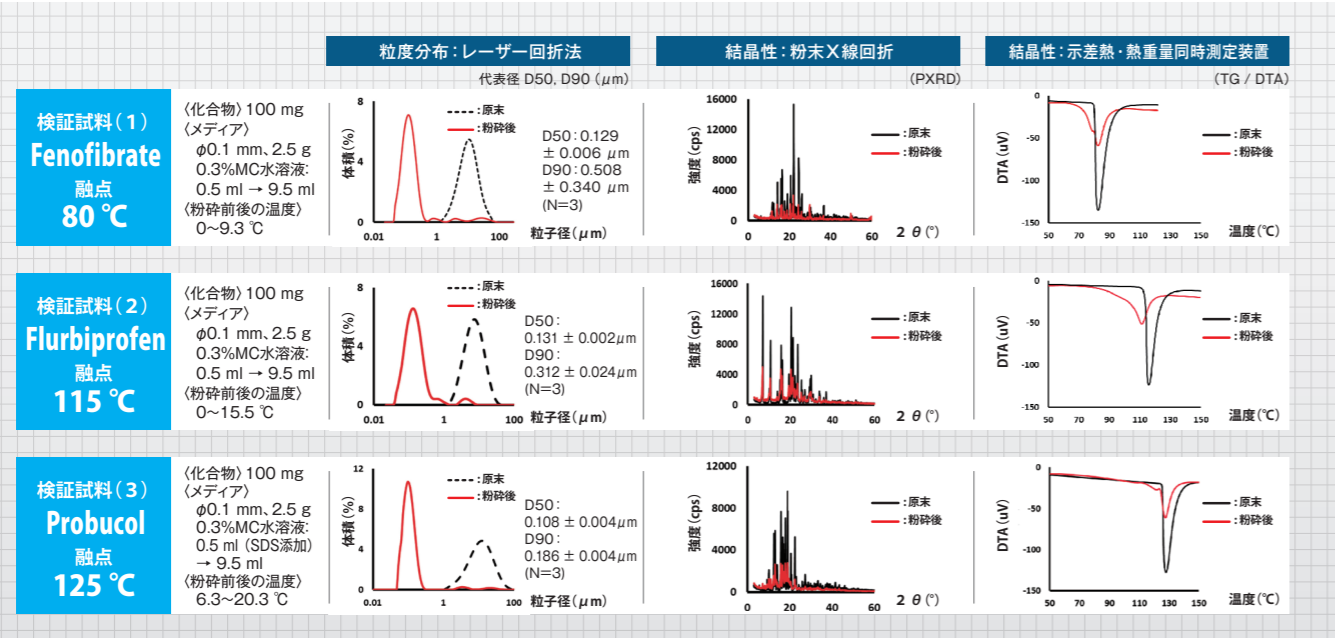 粒度分布：レーザー回折法
代表径 D50, D90（μm）
結晶性：粉末X線回折
(PXRD)
結晶性：示差熱・熱重量同時測定装置
(TG / DTA)
検証試料（1）
Fenofibrate
融点
80 ℃
〈化合物〉100 mg
〈メディア〉
φ0.1 mm、2.5 g
0.3%MC水溶液：
0.5 ml → 9.5 ml
〈粉砕前後の温度〉
0〜9.3 ℃
体積(%)
8
4
0
0.01
1
100
粒子径(μm)
：原末
：粉砕後
D50：0.129
± 0.006 μm
D90：0.508
± 0.340 μm
(N=3)
強度(cps)
16000
12000
8000
4000
0
0
20
40
60
2 θ (°)
：原末
：粉砕後
DTA (uV)
0
-50
-100
-150
50
70
90
110
130
150
温度(℃)
：原末
：粉砕後
検証試料（2）
Flurbiprofen
融点
115 ℃
〈化合物〉100 mg
〈メディア〉
φ0.1 mm、2.5 g
0.3%MC水溶液：
0.5 ml → 9.5 ml
〈粉砕前後の温度〉
0〜15.5 ℃
体積(%)
8
4
0
0.01
1
100
粒子径(μm)
：原末
：粉砕後
D50：
0.131 ± 0.002μm
D90：
0.312 ± 0.024μm
(N=3)
強度(cps)
16000
12000
8000
4000
0
0
20
40
60
2 θ (°)
：原末
：粉砕後
DTA (uV)
0
-50
-100
-150
50
70
90
110
130
150
温度(℃)
：原末
：粉砕後
検証試料（3）
Probucol
融点
125 ℃
〈化合物〉100 mg
〈メディア〉
φ0.1 mm、2.5 g
0.3%MC水溶液：
0.5 ml（SDS添加）
→ 9.5 ml
〈粉砕前後の温度〉
6.3〜20.3 ℃
体積(%)
12
8
4
0
0.01
1
100
粒子径(μm)
：原末
：粉砕後
D50：
0.108 ± 0.004μm
D90：
0.186 ± 0.004μm
(N=3)
強度(cps)
12000
8000
4000
0
0
20
40
60
2 θ (°)
：原末
：粉砕後
DTA (uV)
0
-50
-100
-150
50
70
90
110
130
150
温度(℃)
：原末
：粉砕後